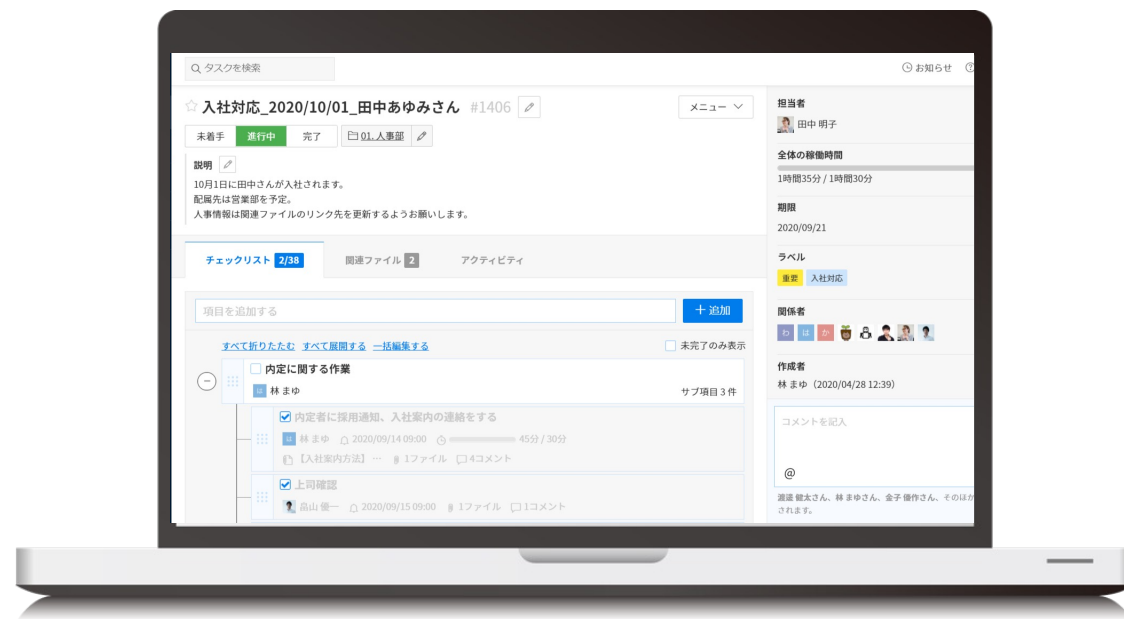 タスクを検索
お知らせ
入社対応_2020/10/01_田中あゆみさん #1406
メニュー
未着手 進行中 完了 01. 人事部
説明
10月1日に田中さんが入社されます。
配属先は営業部を予定。
人事情報は関連ファイルのリンク先を更新するようお願いします。
チェックリスト 2/38 関連ファイル 2 アクティビティ
項目を追加する
+ 追加
すべて折りたたむ すべて展開する 一括編集する
未完了のみ表示
内定に関する作業
は 林 まゆ
サブ項目 3 件
内定者に採用通知、入社案内の連絡をする
は 林 まゆ 2020/09/14 09:00 45分 / 30分
【入社案内方法】 … 1ファイル 4コメント
上司確認
畠山 優一 2020/09/15 09:00 1ファイル 1コメント
担当者
田中 明子
全体の稼働時間
1時間35分 / 1時間30分
期限
2020/09/21
ラベル
重要 入社対応
関係者
わ は か
作成者
林 まゆ（2020/04/28 12:39）
コメントを記入
@
渡邉 健太さん、林 まゆさん、金子 優作さん、そのほか
されます。